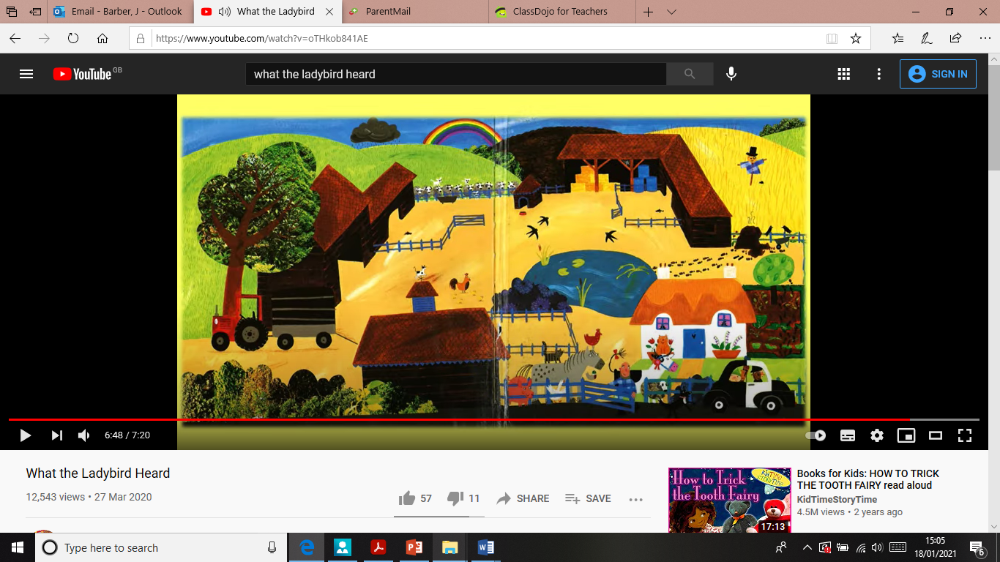 Email - Barber, J - Outlook
What the Ladybird
ParentMail
ClassDojo for Teachers
https://www.youtube.com/watch?v=oTHkob841AE
YouTube GB
what the ladybird heard
SIGN IN
6:48 / 7:20
What the Ladybird Heard
12,543 views • 27 Mar 2020
57
11
SHARE
SAVE
How to Trick
the Tooth Fairy
KidTime
STORYTIME
17:13
Books for Kids: HOW TO TRICK
THE TOOTH FAIRY read aloud
KidTimeStoryTime
4.5M views • 2 years ago
Type here to search
15:05
18/01/2021
6